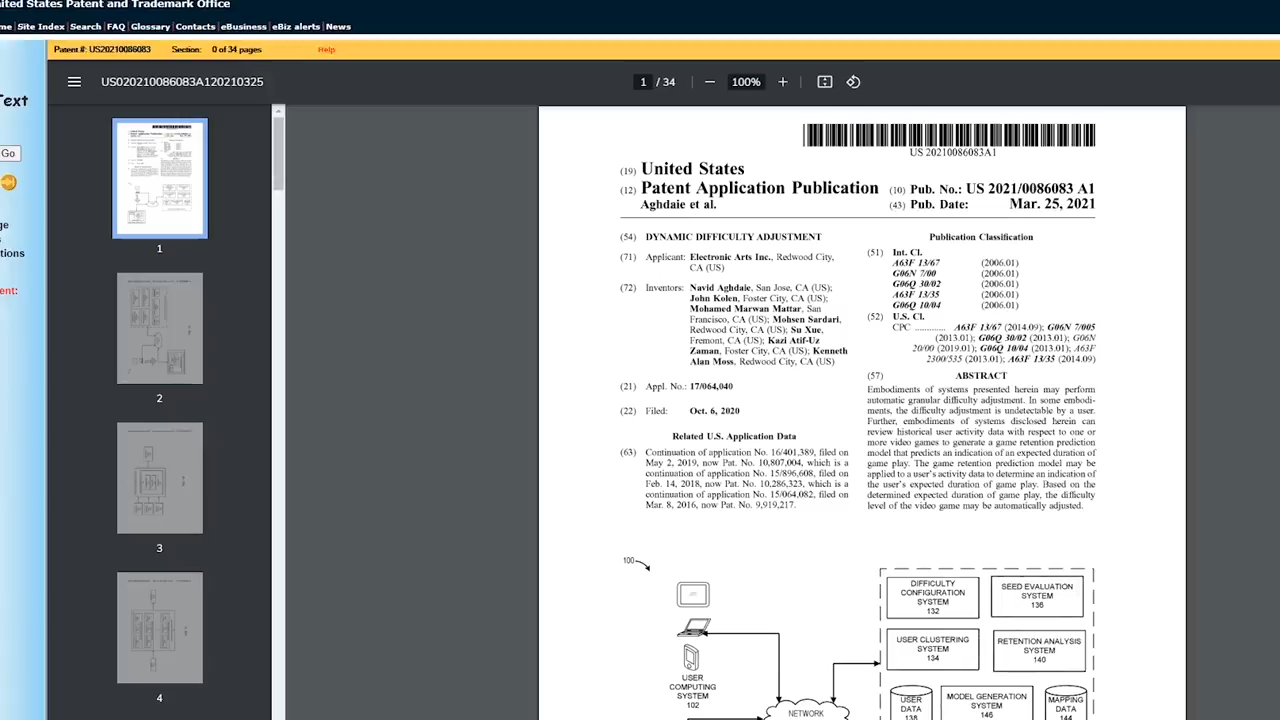 nited States Patent and Trademark Office
me Site Index Search FAQ Glossary Contacts eBusiness eBiz alerts News
Patent #: US20210086083 Section: 0 of 34 pages Help
US020210086083A120210325
1 / 34 100%
Text
Go
ge
s
otions
ent:
1
2
3
4
US 20210086083A1
(19) United States
(12) Patent Application Publication
Aghdaie et al.
(10) Pub. No.: US 2021/0086083 A1
(43) Pub. Date: Mar. 25, 2021
(54) DYNAMIC DIFFICULTY ADJUSTMENT
(71) Applicant: Electronic Arts Inc., Redwood City,
CA (US)
(72) Inventors: Navid Aghdaie, San Jose, CA (US);
John Kolen, Foster City, CA (US);
Mohamed Marwan Mattar, San
Francisco, CA (US); Mohsen Sardari,
Redwood City, CA (US); Su Xue,
Fremont, CA (US); Kazi Atif-Uz
Zaman, Foster City, CA (US); Kenneth
Alan Moss, Redwood City, CA (US)
(21) Appl. No.: 17/064,040
(22) Filed: Oct. 6, 2020
Related U.S. Application Data
(63) Continuation of application No. 16/401,389, filed on
May 2, 2019, now Pat. No. 10,807,004, which is a
continuation of application No. 15/896,608, filed on
Feb. 14, 2018, now Pat. No. 10,286,323, which is a
continuation of application No. 15/064,082, filed on
Mar. 8, 2016, now Pat. No. 9,919,217.
Publication Classification
(51) Int. Cl.
A63F 13/67 (2006.01)
G06N 7/00 (2006.01)
G06Q 30/02 (2006.01)
A63F 13/35 (2006.01)
G06Q 10/04 (2006.01)
(52) U.S. Cl.
CPC ............. A63F 13/67 (2014.09); G06N 7/005
(2013.01); G06Q 30/02 (2013.01); G06N
20/00 (2019.01); G06Q 10/04 (2013.01); A63F
2300/535 (2013.01); A63F 13/35 (2014.09)
(57) ABSTRACT
Embodiments of systems presented herein may perform
automatic granular difficulty adjustment. In some embodi-
ments, the difficulty adjustment is undetectable by a user.
Further, embodiments of systems disclosed herein can
review historical user activity data with respect to one or
more video games to generate a game retention prediction
model that predicts an indication of an expected duration of
game play. The game retention prediction model may be
applied to a user's activity data to determine an indication of
the user's expected duration of game play. Based on the
determined expected duration of game play, the difficulty
level of the video game may be automatically adjusted.
100
USER
COMPUTING
SYSTEM
102
NETWORK
DIFFICULTY
CONFIGURATION
SYSTEM
132
SEED EVALUATION
SYSTEM
136
USER CLUSTERING
SYSTEM
134
RETENTION ANALYSIS
SYSTEM
140
USER
DATA
138
MODEL GENERATION
SYSTEM
146
MAPPING
DATA
144